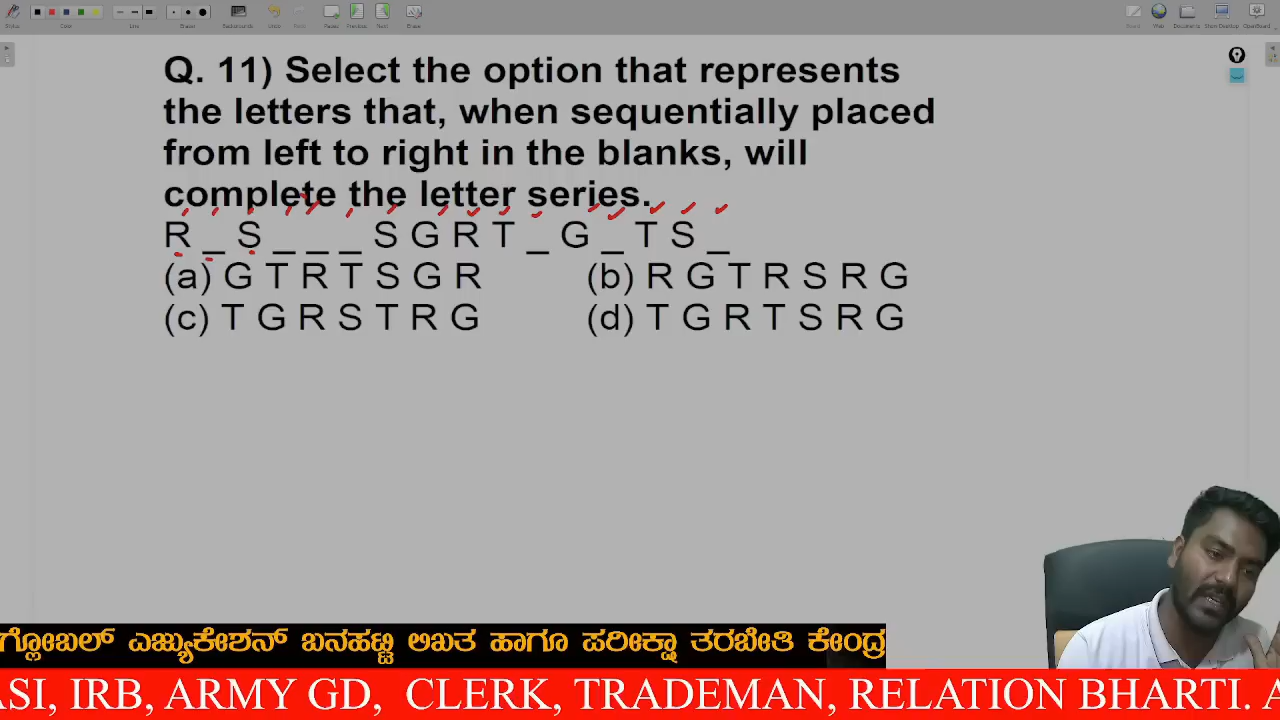 Q. 11) Select the option that represents
the letters that, when sequentially placed
from left to right in the blanks, will
complete the letter series.
R _ S _ _ _ S G R T _ G _ T S _
(a) G T R T S G R (b) R G T R S R G
(c) T G R S T R G (d) T G R T S R G
ಗ್ಲೋಬಲ್ ಎಜ್ಯುಕೇಶನ್ ಬನಹಟ್ಟಿ ಅಖತ ಹಾಗೂ ಪರೀಕ್ಷಾ ತರಬೇತಿ ಕೇಂದ್ರ
ASI, IRB, ARMY GD, CLERK, TRADEMAN, RELATION BHARTI. A